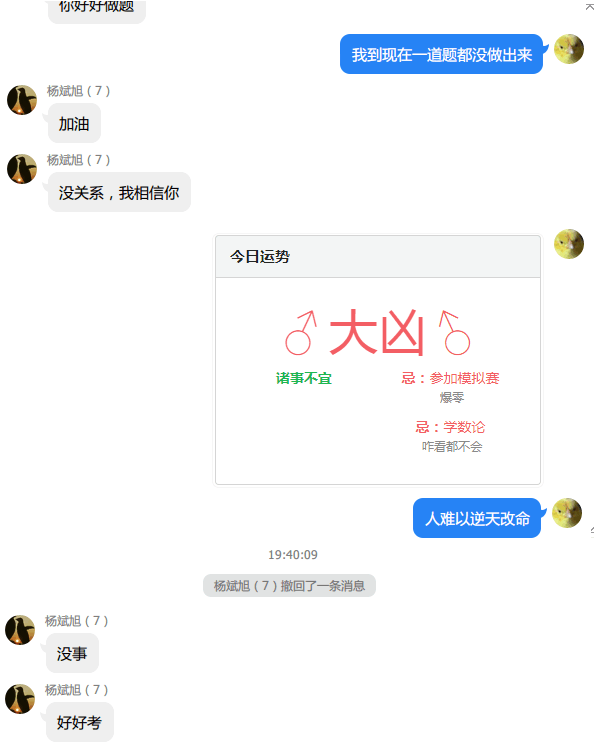 你好好做题
我到现在一道题都没做出来
杨斌旭（7）
加油
杨斌旭（7）
没关系，我相信你
今日运势
大凶
诸事不宜
忌：参加模拟赛
爆零
忌：学数论
咋看都不会
人难以逆天改命
19:40:09
杨斌旭（7）撤回了一条消息
杨斌旭（7）
没事
杨斌旭（7）
好好考